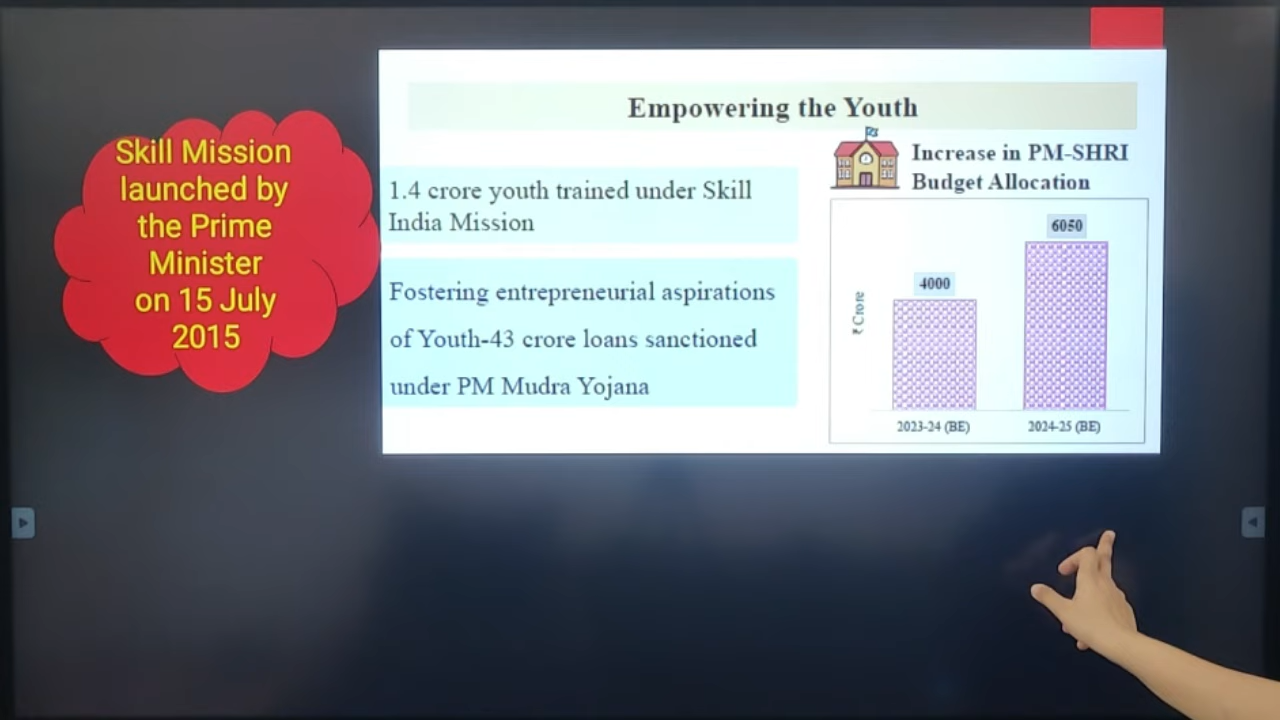 Skill Mission
launched by
the Prime
Minister
on 15 July
2015
Empowering the Youth
1.4 crore youth trained under Skill
India Mission
Fostering entrepreneurial aspirations
of Youth-43 crore loans sanctioned
under PM Mudra Yojana
Increase in PM-SHRI
Budget Allocation
6050
4000
₹ Crore
2023-24 (BE)
2024-25 (BE)